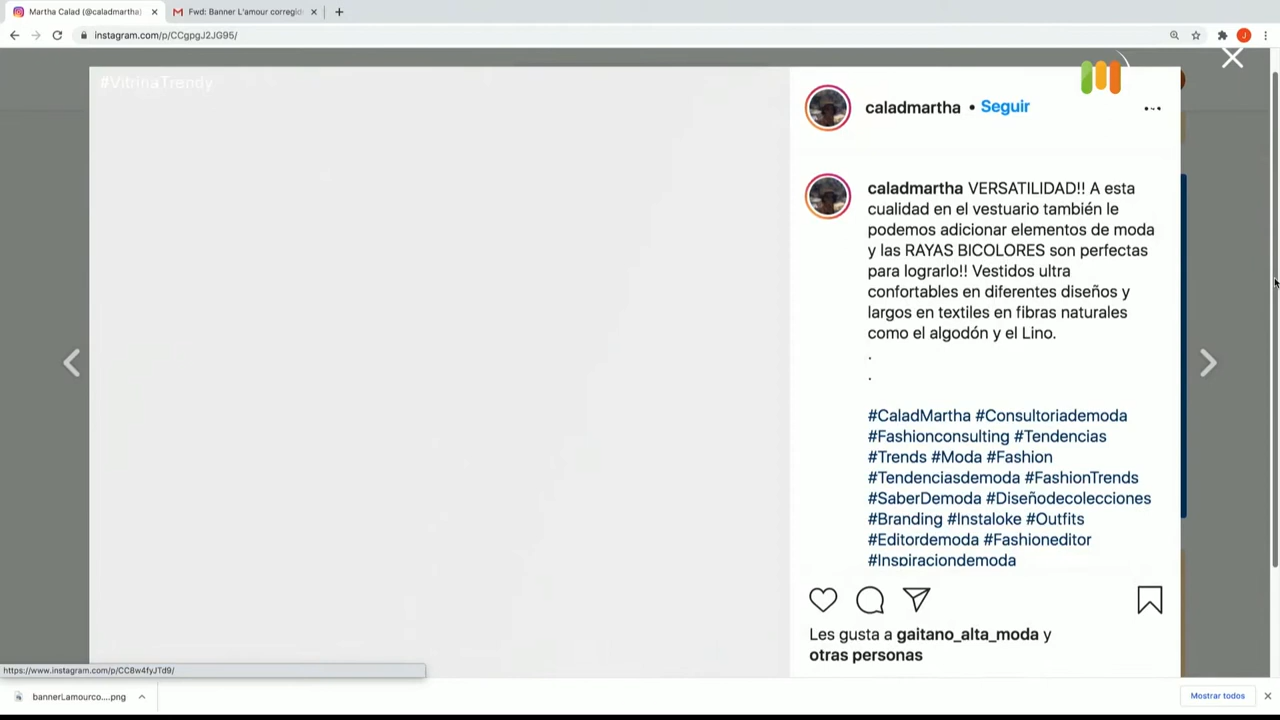 Martha Calad (@caladmartha)
Fwd: Banner L'amour corregid
instagram.com/p/CCgpgJ2JG95/
J
#VitrinaTrendy
caladmartha • Seguir
caladmartha VERSATILIDAD!! A esta
cualidad en el vestuario también le
podemos adicionar elementos de moda
y las RAYAS BICOLORES son perfectas
para lograrlo!! Vestidos ultra
confortables en diferentes diseños y
largos en textiles en fibras naturales
como el algodón y el Lino.
.
.
#CaladMartha #Consultoriademoda
#Fashionconsulting #Tendencias
#Trends #Moda #Fashion
#Tendenciasdemoda #FashionTrends
#SaberDemoda #Diseñodecolecciones
#Branding #Instaloke #Outfits
#Editordemoda #Fashioneditor
#Inspiraciondemoda
Les gusta a gaitano_alta_moda y
otras personas
https://www.instagram.com/p/CC8w4fyJTd9/
bannerLamourco....png
Mostrar todos